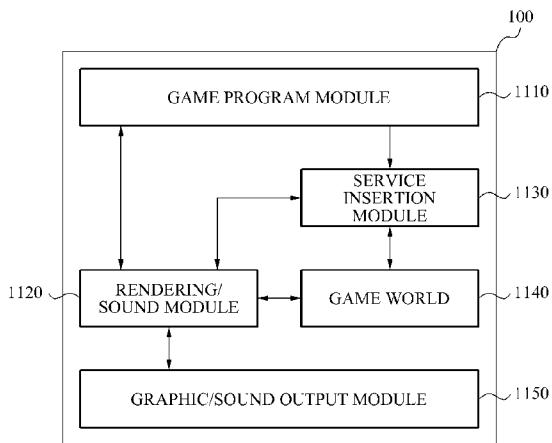 100
GAME PROGRAM MODULE
1110
SERVICE
INSERTION
MODULE
1130
1120
RENDERING/
SOUND MODULE
GAME WORLD
1140
GRAPHIC/SOUND OUTPUT MODULE
1150